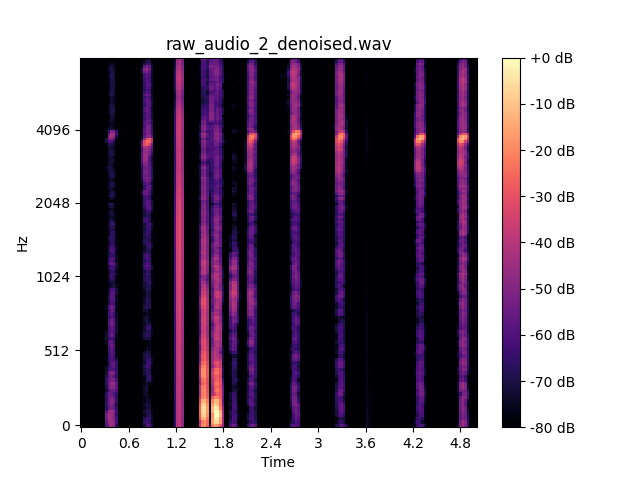 raw_audio_2_denoised.wav
Hz
4096
2048
1024
512
0
0 0.6 1.2 1.8 2.4 3 3.6 4.2 4.8
Time
+0 dB
-10 dB
-20 dB
-30 dB
-40 dB
-50 dB
-60 dB
-70 dB
-80 dB